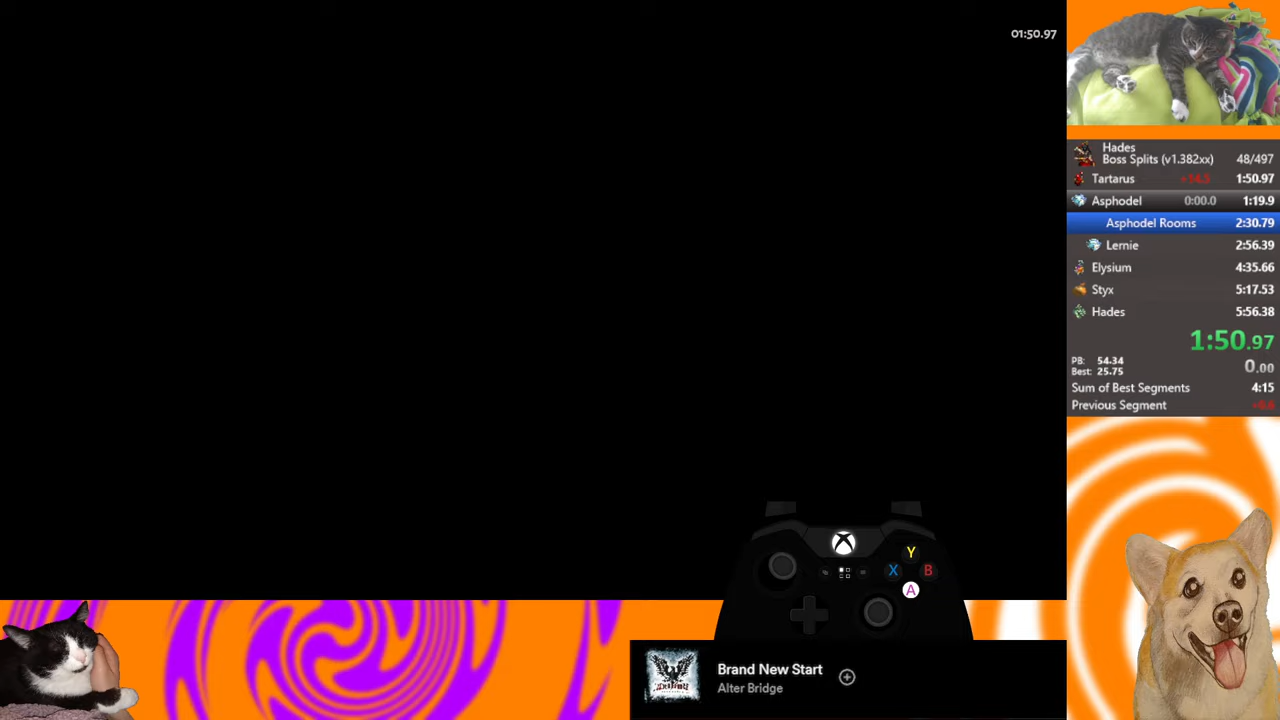 01:50.97
Hades
Boss Splits (v1.382xx) 48/497
Tartarus +14.5 1:50.97
Asphodel 0:00.0 1:19.9
Asphodel Rooms 2:30.79
Lernie 2:56.39
Elysium 4:35.66
Styx 5:17.53
Hades 5:56.38
1:50.97
PB: 54.34
Best: 25.75
0.00
Sum of Best Segments 4:15
Previous Segment
Y
X B
A
Brand New Start
Alter Bridge